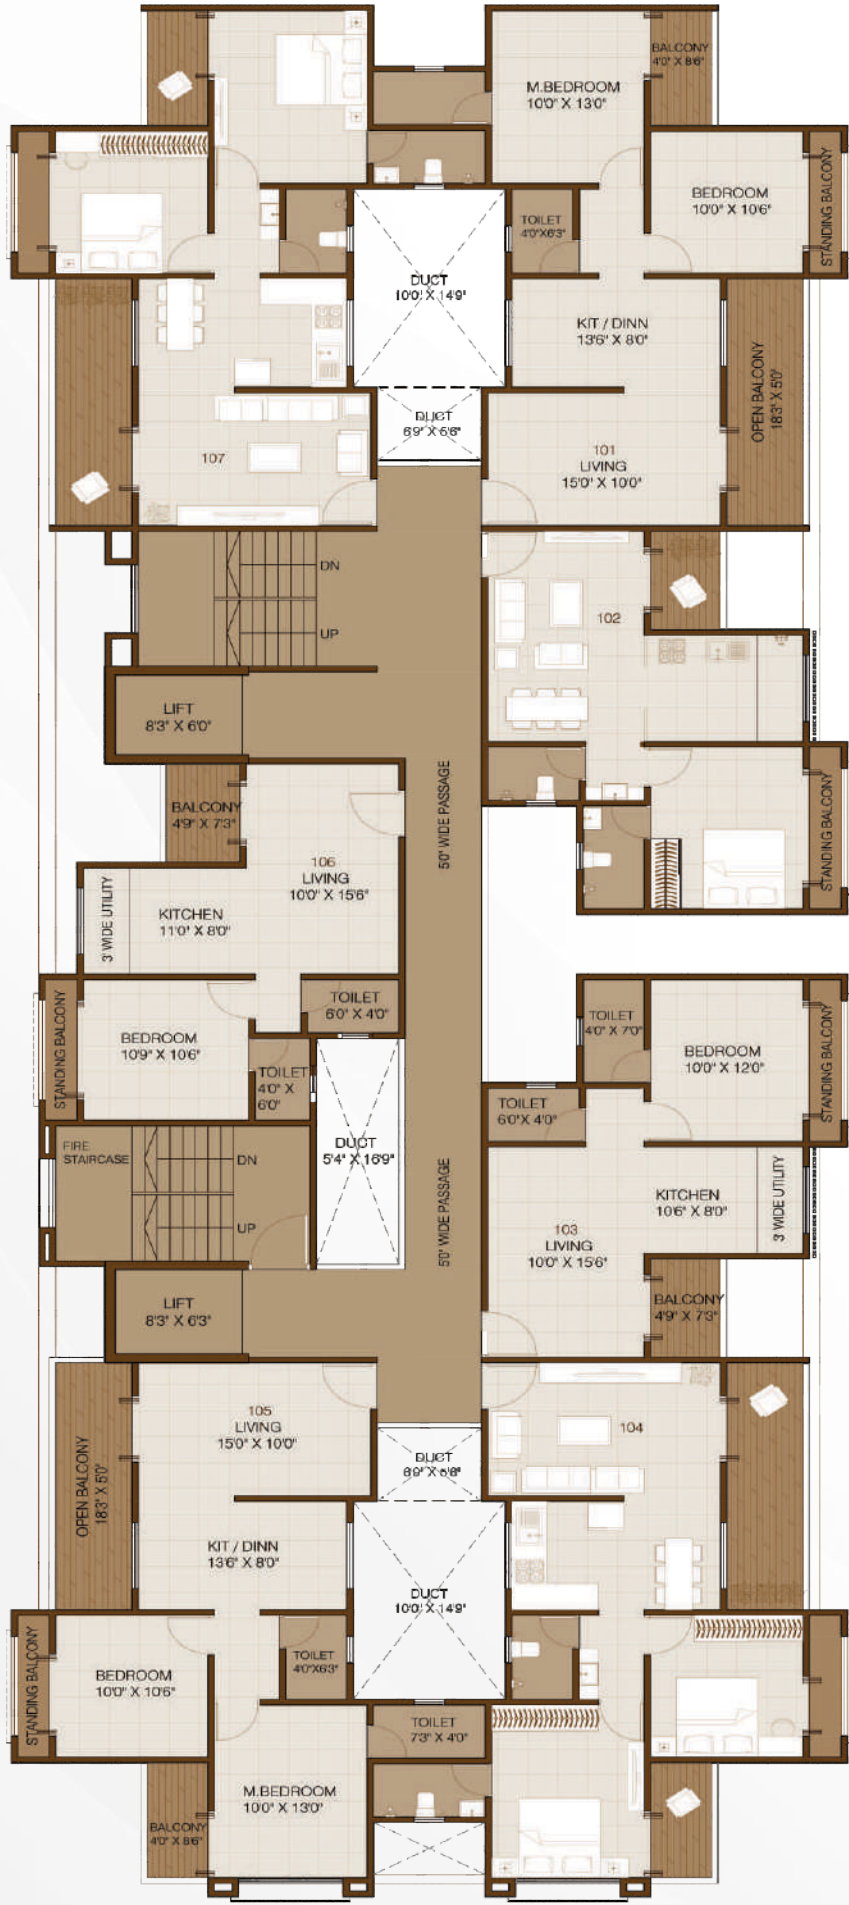 BALCONY
4'0" X 8'6"
M.BEDROOM
10'0" X 13'0"
BEDROOM
10'0" X 10'6"
STANDING BALCONY
TOILET
4'0"X6'3"
DUCT
10'0" X 14'9"
KIT / DINN
13'6" X 8'0"
OPEN BALCONY
18'3" X 5'0"
DUCT
6'9" X 5'6"
107
101
LIVING
15'0" X 10'0"
DN
UP
102
LIFT
8'3" X 6'0"
5'0" WIDE PASSAGE
STANDING BALCONY
BALCONY
4'9" X 7'3"
106
LIVING
10'0" X 15'6"
3' WIDE UTILITY
KITCHEN
11'0" X 8'0"
TOILET
6'0" X 4'0"
STANDING BALCONY
BEDROOM
10'9" X 10'6"
TOILET
4'0" X
6'0"
TOILET
4'0" X 7'0"
BEDROOM
10'0" X 12'0"
STANDING BALCONY
TOILET
6'0"X 4'0"
FIRE
STAIRCASE
DN
UP
DUCT
5'4" X 16'9"
5'0" WIDE PASSAGE
KITCHEN
10'6" X 8'0"
3' WIDE UTILITY
103
LIVING
10'0" X 15'6"
BALCONY
4'9" X 7'3"
LIFT
8'3" X 6'3"
105
LIVING
15'0" X 10'0"
104
OPEN BALCONY
18'3" X 5'0"
DUCT
6'9" X 5'6"
KIT / DINN
13'6" X 8'0"
DUCT
10'0" X 14'9"
STANDING BALCONY
BEDROOM
10'0" X 10'6"
TOILET
4'0"X6'3"
TOILET
7'3" X 4'0"
M.BEDROOM
10'0" X 13'0"
BALCONY
4'0" X 8'6"